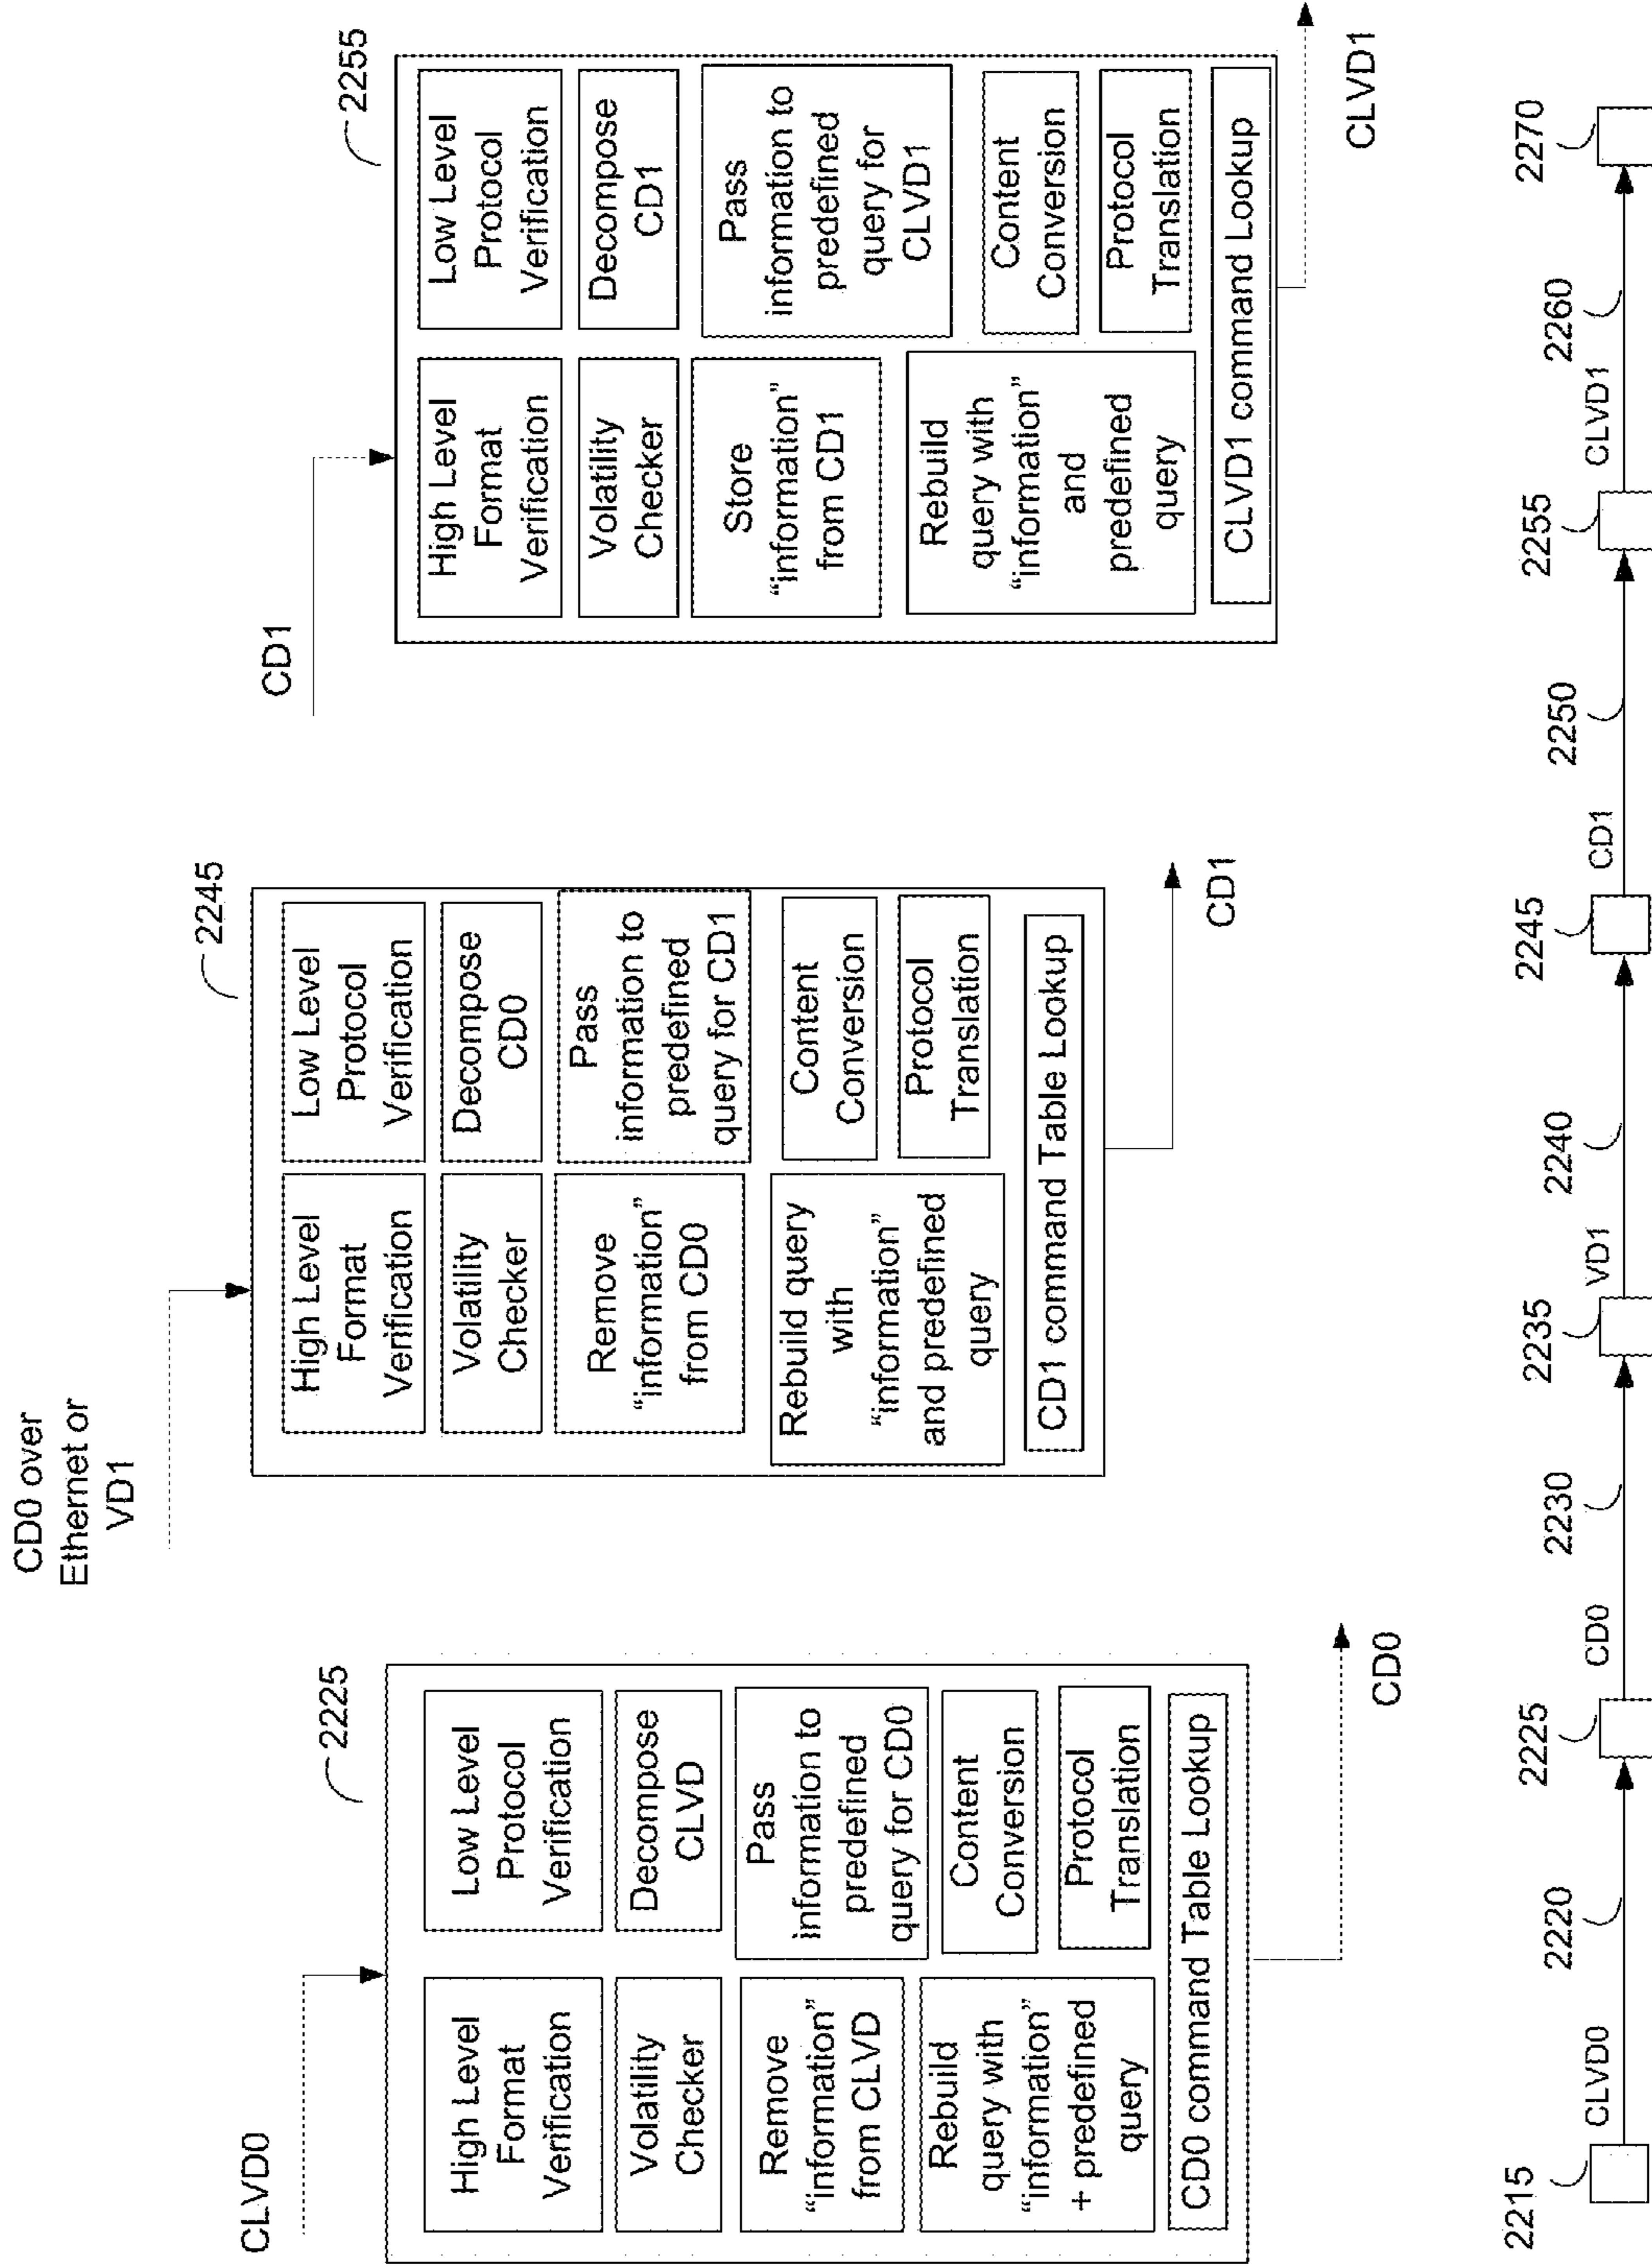 CLVD0
2225
High Level
Format
Verification
Low Level
Protocol
Verification
Volatility
Checker
Decompose
CLVD
Remove
“information”
from CLVD
Pass
information to
predefined
query for CD0
Rebuild
query with
“information”
+ predefined
query
Content
Conversion
Protocol
Translation
CD0 command Table Lookup
CD0
CD0 over
Ethernet or
VD1
2245
High Level
Format
Verification
Low Level
Protocol
Verification
Volatility
Checker
Decompose
CD0
Remove
“information”
from CD0
Pass
information to
predefined
query for CD1
Rebuild query
with
“information”
and predefined
query
Content
Conversion
Protocol
Translation
CD1 command Table Lookup
CD1
CD1
2255
High Level
Format
Verification
Low Level
Protocol
Verification
Volatility
Checker
Decompose
CD1
Store
“information”
from CD1
Pass
information to
predefined
query for
CLVD1
Rebuild
query with
“information”
and
predefined
query
Content
Conversion
Protocol
Translation
CLVD1 command Lookup
CLVD1
2215
CLVD0
2220
2225
CD0
2230
2235
VD1
2240
2245
CD1
2250
2255
CLVD1
2260
2270